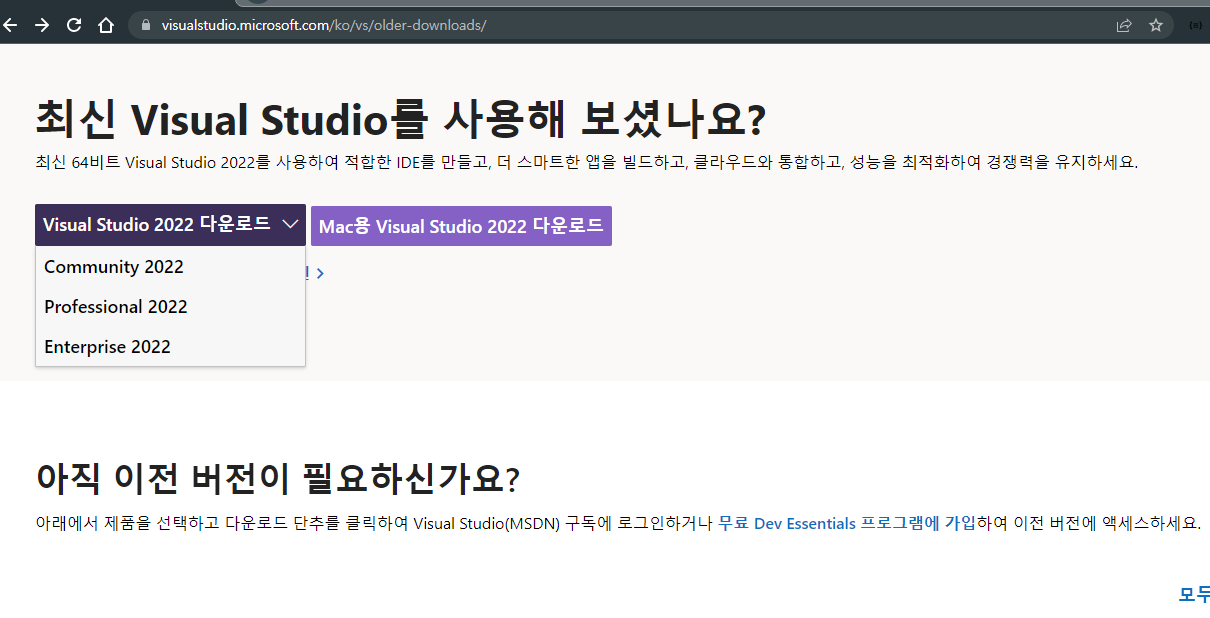 visualstudio.microsoft.com/ko/vs/older-downloads/
최신 Visual Studio를 사용해 보셨나요?
최신 64비트 Visual Studio 2022를 사용하여 적합한 IDE를 만들고, 더 스마트한 앱을 빌드하고, 클라우드와 통합하고, 성능을 최적화하여 경쟁력을 유지하세요.
Visual Studio 2022 다운로드
Mac용 Visual Studio 2022 다운로드
Community 2022
Professional 2022
Enterprise 2022
아직 이전 버전이 필요하신가요?
아래에서 제품을 선택하고 다운로드 단추를 클릭하여 Visual Studio(MSDN) 구독에 로그인하거나 무료 Dev Essentials 프로그램에 가입하여 이전 버전에 액세스하세요.
모두